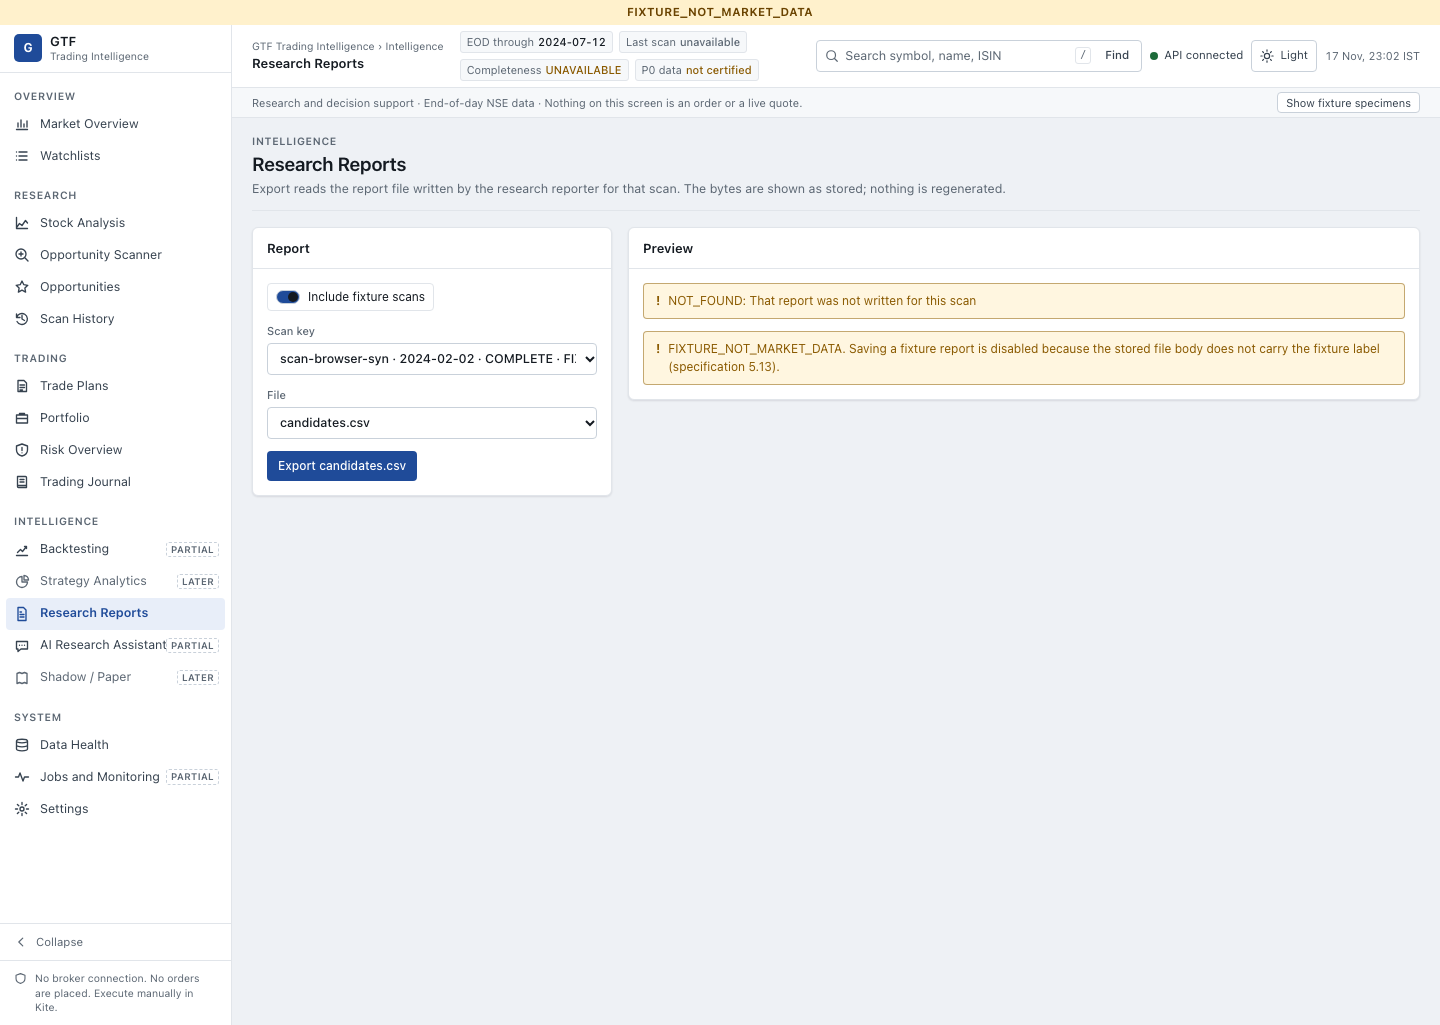 FIXTURE_NOT_MARKET_DATA
G
GTF
Trading Intelligence
OVERVIEW
Market Overview
Watchlists
RESEARCH
Stock Analysis
Opportunity Scanner
Opportunities
Scan History
TRADING
Trade Plans
Portfolio
Risk Overview
Trading Journal
INTELLIGENCE
Backtesting PARTIAL
Strategy Analytics LATER
Research Reports
AI Research Assistant PARTIAL
Shadow / Paper LATER
SYSTEM
Data Health
Jobs and Monitoring PARTIAL
Settings
Collapse
No broker connection. No orders
are placed. Execute manually in
Kite.
GTF Trading Intelligence › Intelligence
Research Reports
EOD through 2024-07-12 Last scan unavailable
Completeness UNAVAILABLE P0 data not certified
Search symbol, name, ISIN / Find
API connected
Light
17 Nov, 23:02 IST
Research and decision support · End-of-day NSE data · Nothing on this screen is an order or a live quote.
Show fixture specimens
INTELLIGENCE
Research Reports
Export reads the report file written by the research reporter for that scan. The bytes are shown as stored; nothing is regenerated.
Report
Include fixture scans
Scan key
scan-browser-syn · 2024-02-02 · COMPLETE ·
File
candidates.csv
Export candidates.csv
Preview
! NOT_FOUND: That report was not written for this scan
! FIXTURE_NOT_MARKET_DATA. Saving a fixture report is disabled because the stored file body does not carry the fixture label
(specification 5.13).